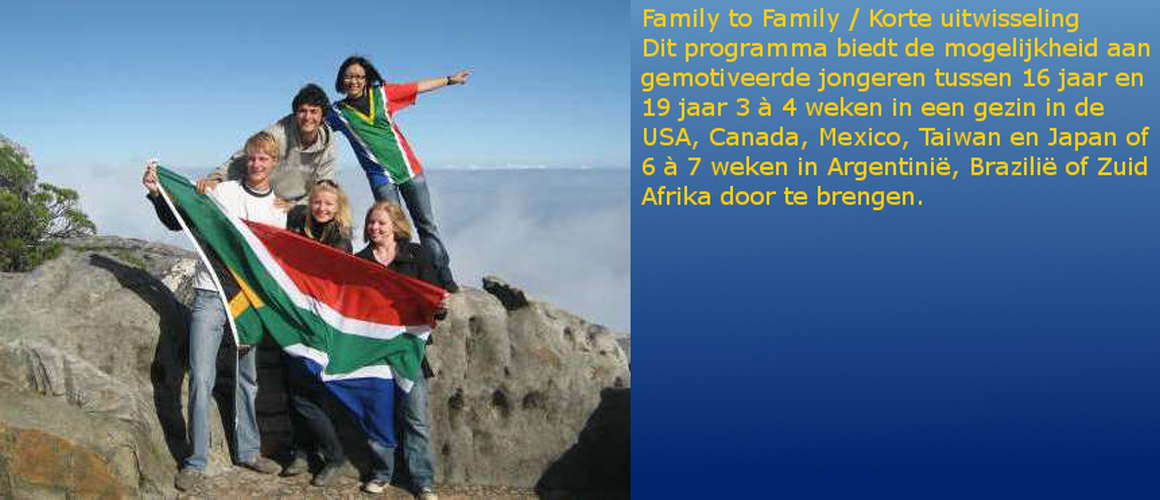 Family to Family / Korte uitwisseling
Dit programma biedt de mogelijkheid aan
gemotiveerde jongeren tussen 16 jaar en
19 jaar 3 à 4 weken in een gezin in de
USA, Canada, Mexico, Taiwan en Japan of
6 à 7 weken in Argentinië, Brazilië of Zuid
Afrika door te brengen.